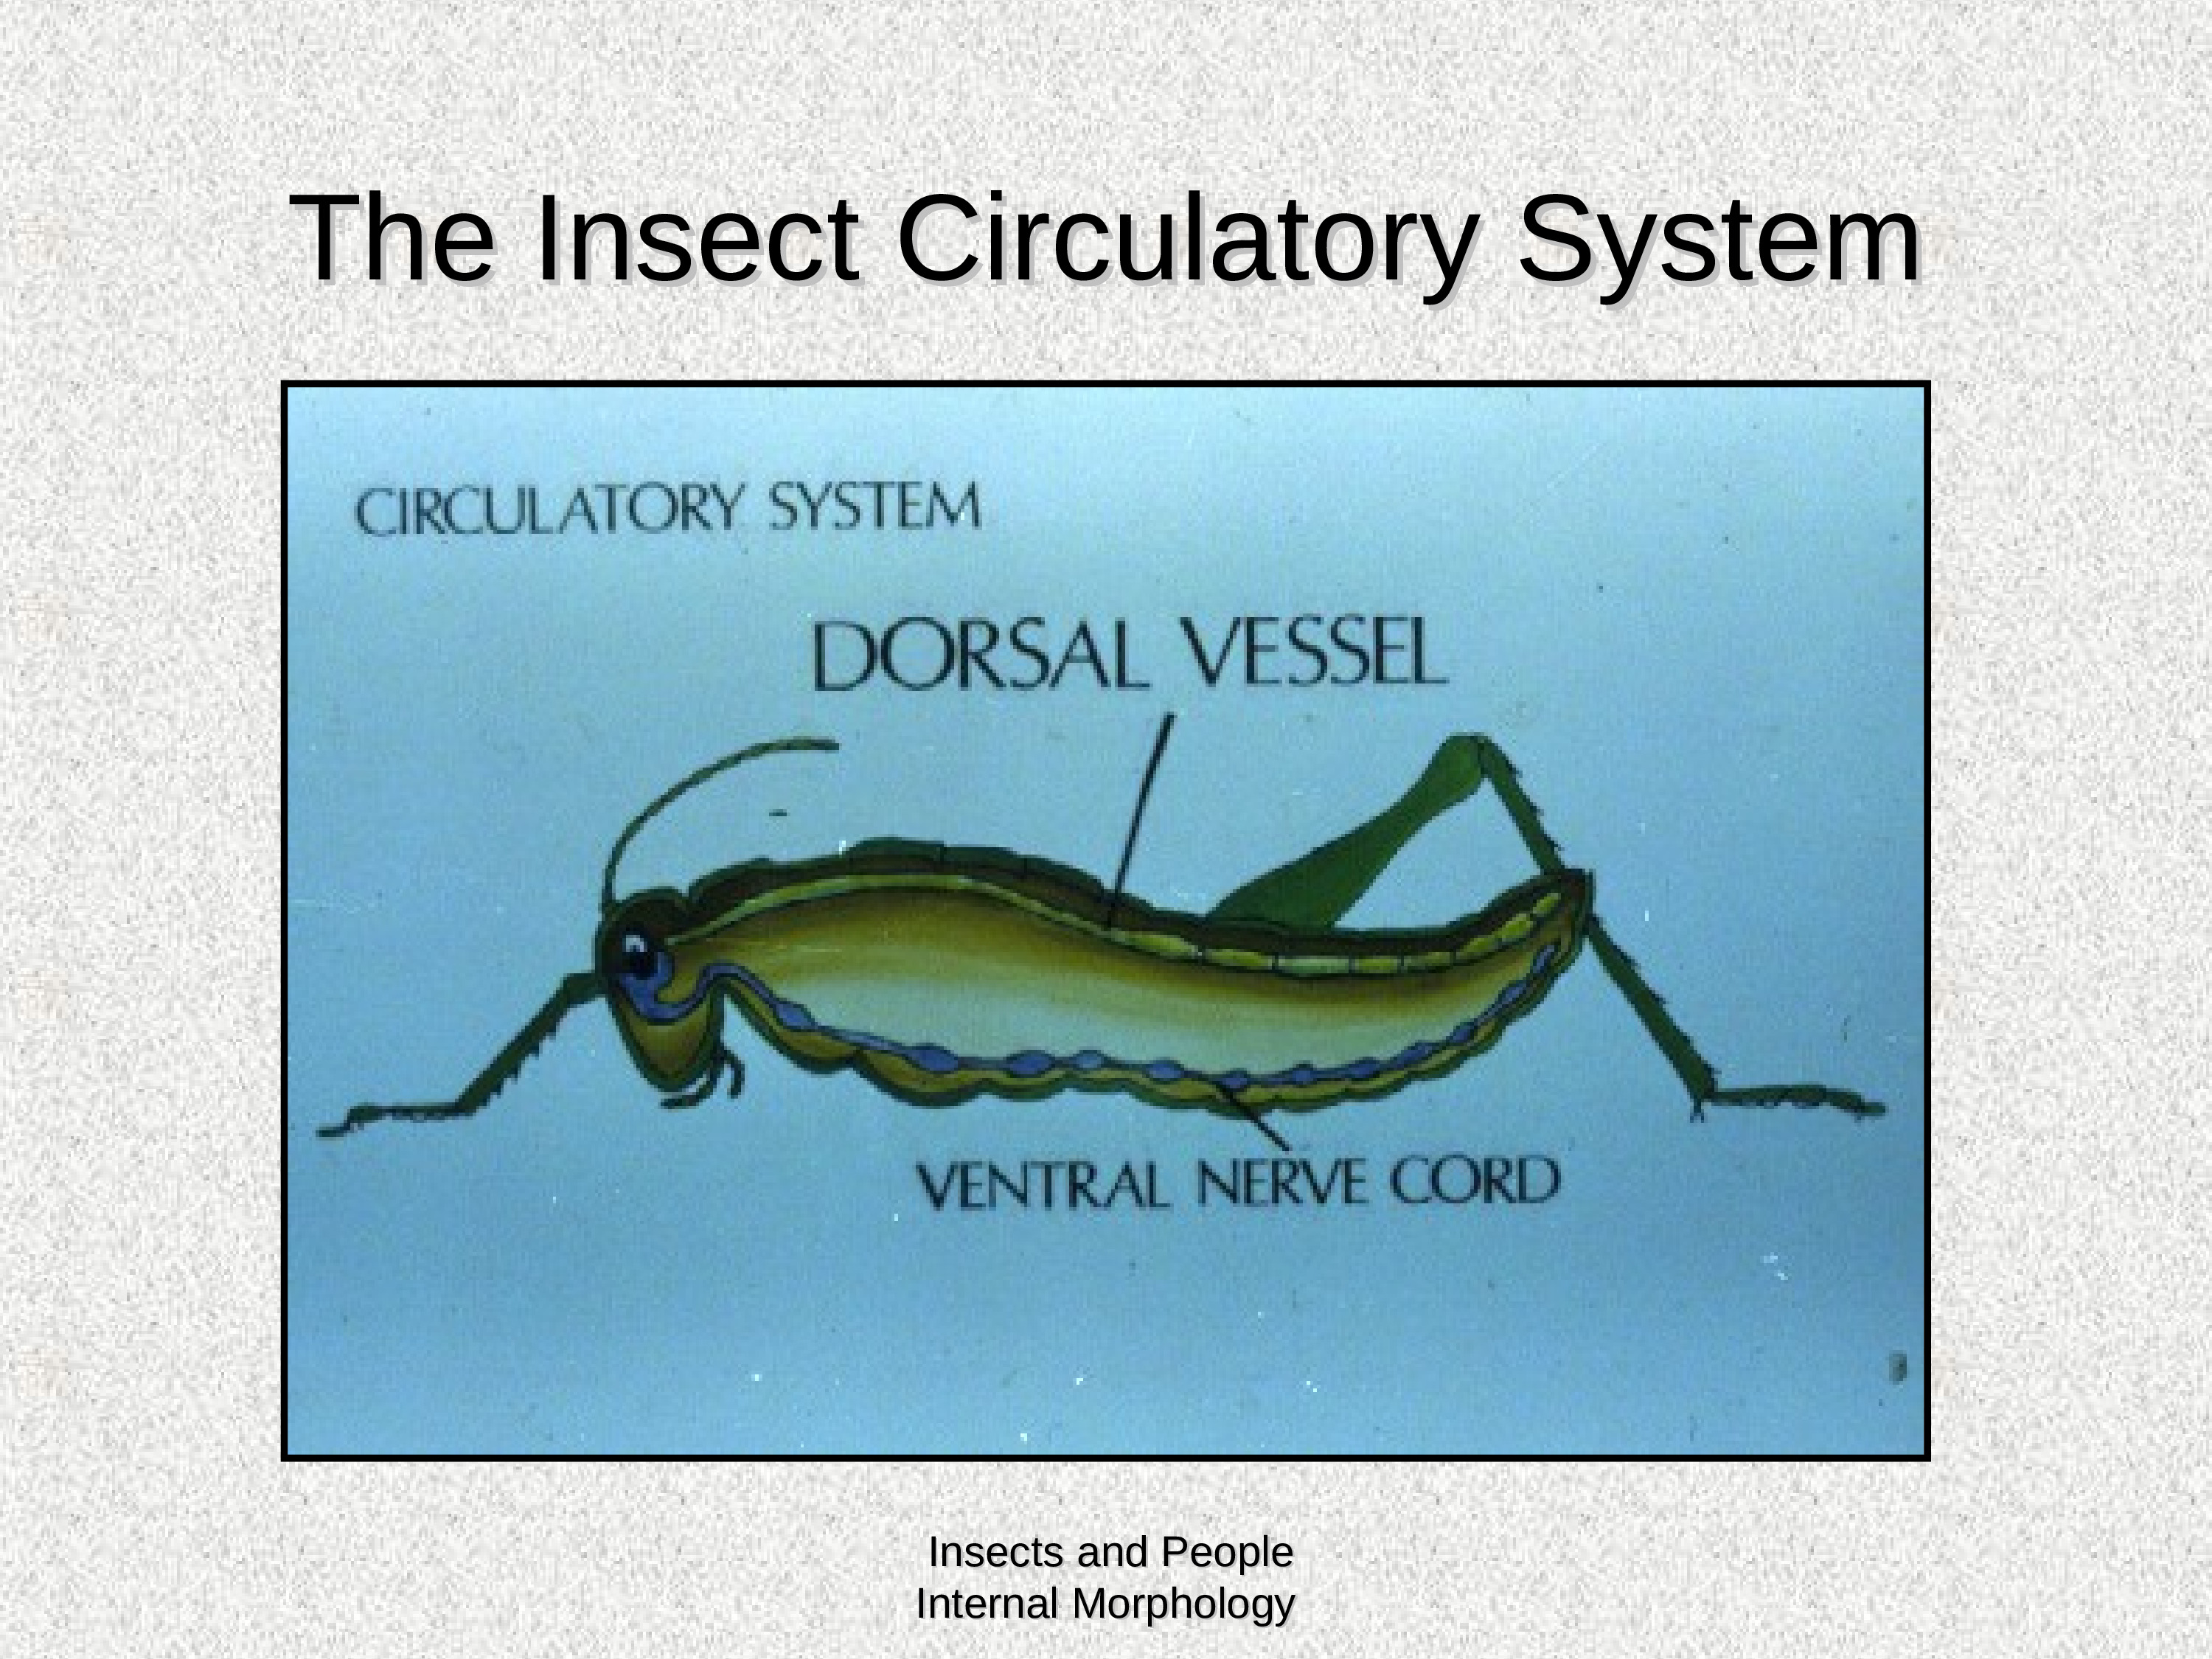 The Insect Circulatory System
CIRCULATORY SYSTEM
DORSAL VESSEL
VENTRAL NERVE CORD
Insects and People
Internal Morphology